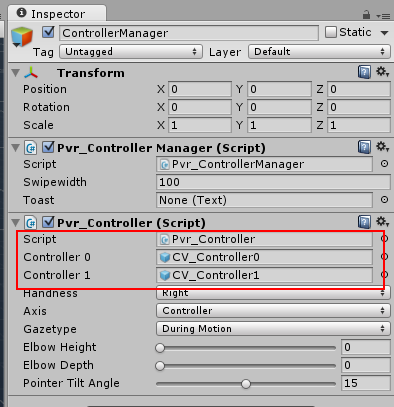 Inspector
ControllerManager Static
Tag Untagged Layer Default
Transform
Position X 0 Y 0 Z 0
Rotation X 0 Y 0 Z 0
Scale X 1 Y 1 Z 1
Pvr_Controller Manager (Script)
Script Pvr_ControllerManager
Swipewidth 100
Toast None (Text)
Pvr_Controller (Script)
Script Pvr_Controller
Controller 0 CV_Controller0
Controller 1 CV_Controller1
Handness Right
Axis Controller
Gazetype During Motion
Elbow Height 0
Elbow Depth 0
Pointer Tilt Angle 15